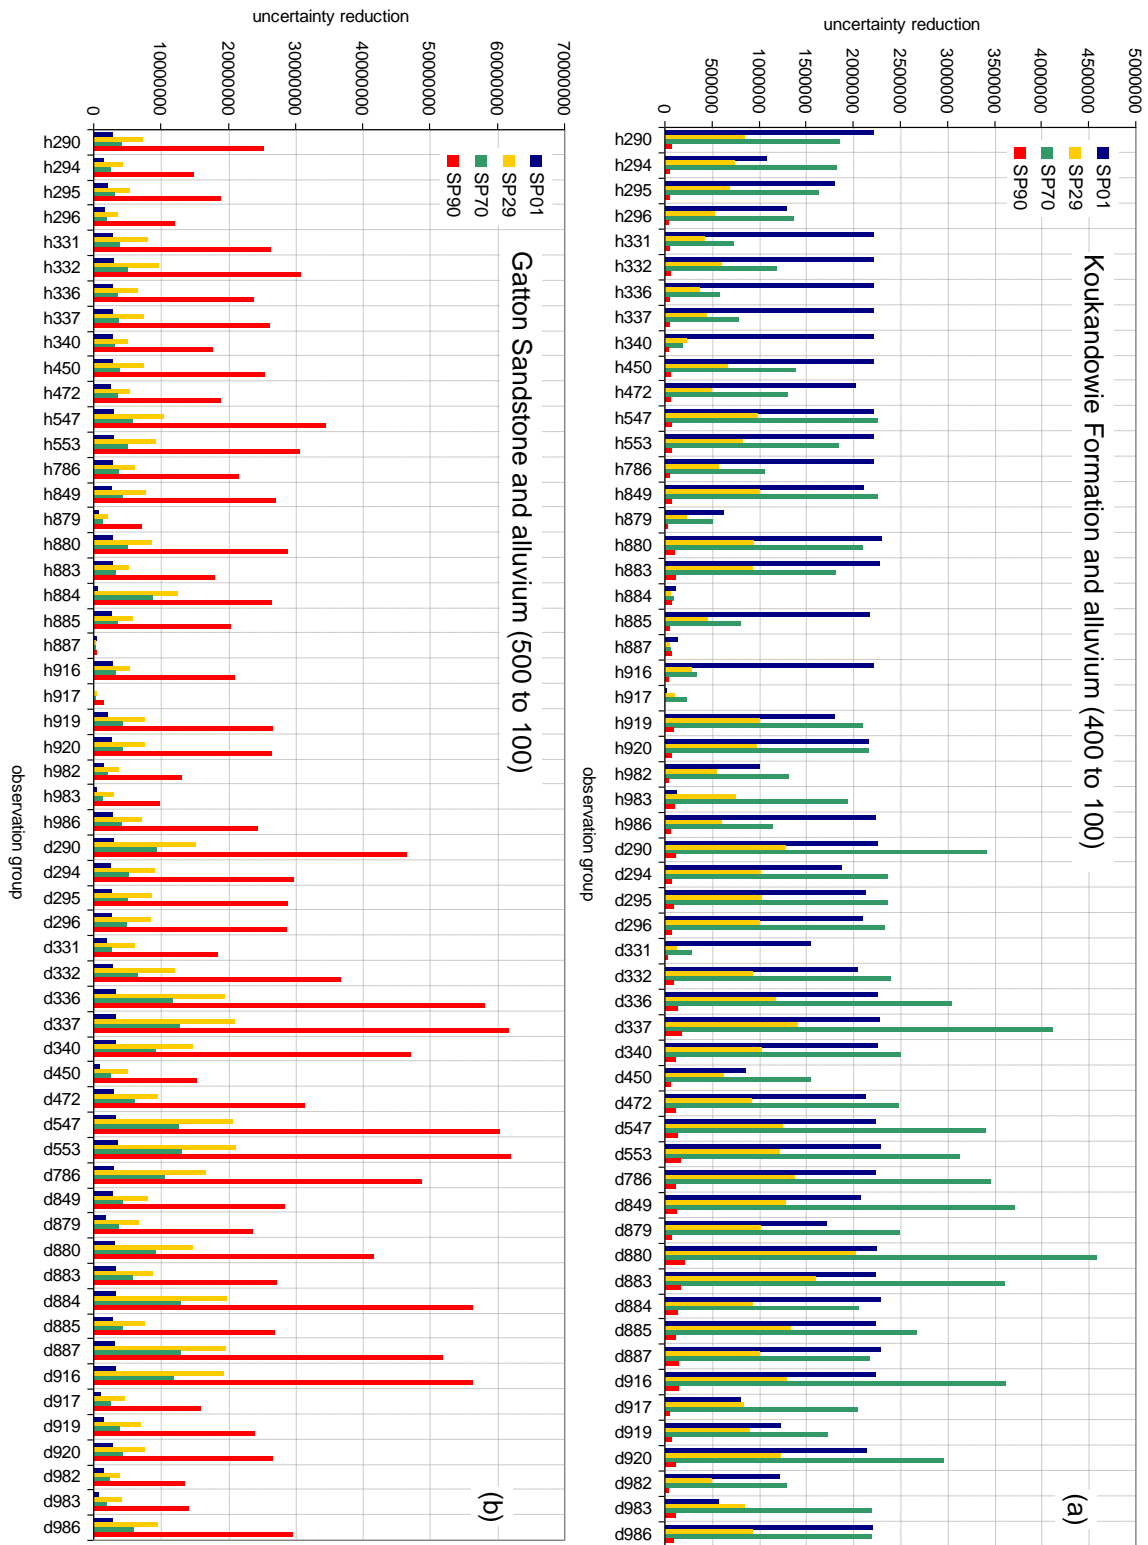 (a)
Koukandowie Formation and alluvium (400 to 100)
SP01
SP29
SP70
SP90
uncertainty reduction
5000000
4500000
4000000
3500000
3000000
2500000
2000000
1500000
1000000
500000
0
h290
h294
h295
h296
h331
h332
h336
h337
h340
h450
h472
h547
h553
h786
h849
h879
h880
h883
h884
h885
h887
h916
h917
h919
h920
h982
h983
h986
d290
d294
d295
d296
d331
d332
d336
d337
d340
d450
d472
d547
d553
d786
d849
d879
d880
d883
d884
d885
d887
d916
d917
d919
d920
d982
d983
d986
observation group
(b)
Gatton Sandstone and alluvium (500 to 100)
SP01
SP29
SP70
SP90
uncertainty reduction
70000000
60000000
50000000
40000000
30000000
20000000
10000000
0
h290
h294
h295
h296
h331
h332
h336
h337
h340
h450
h472
h547
h553
h786
h849
h879
h880
h883
h884
h885
h887
h916
h917
h919
h920
h982
h983
h986
d290
d294
d295
d296
d331
d332
d336
d337
d340
d450
d472
d547
d553
d786
d849
d879
d880
d883
d884
d885
d887
d916
d917
d919
d920
d982
d983
d986
observation group